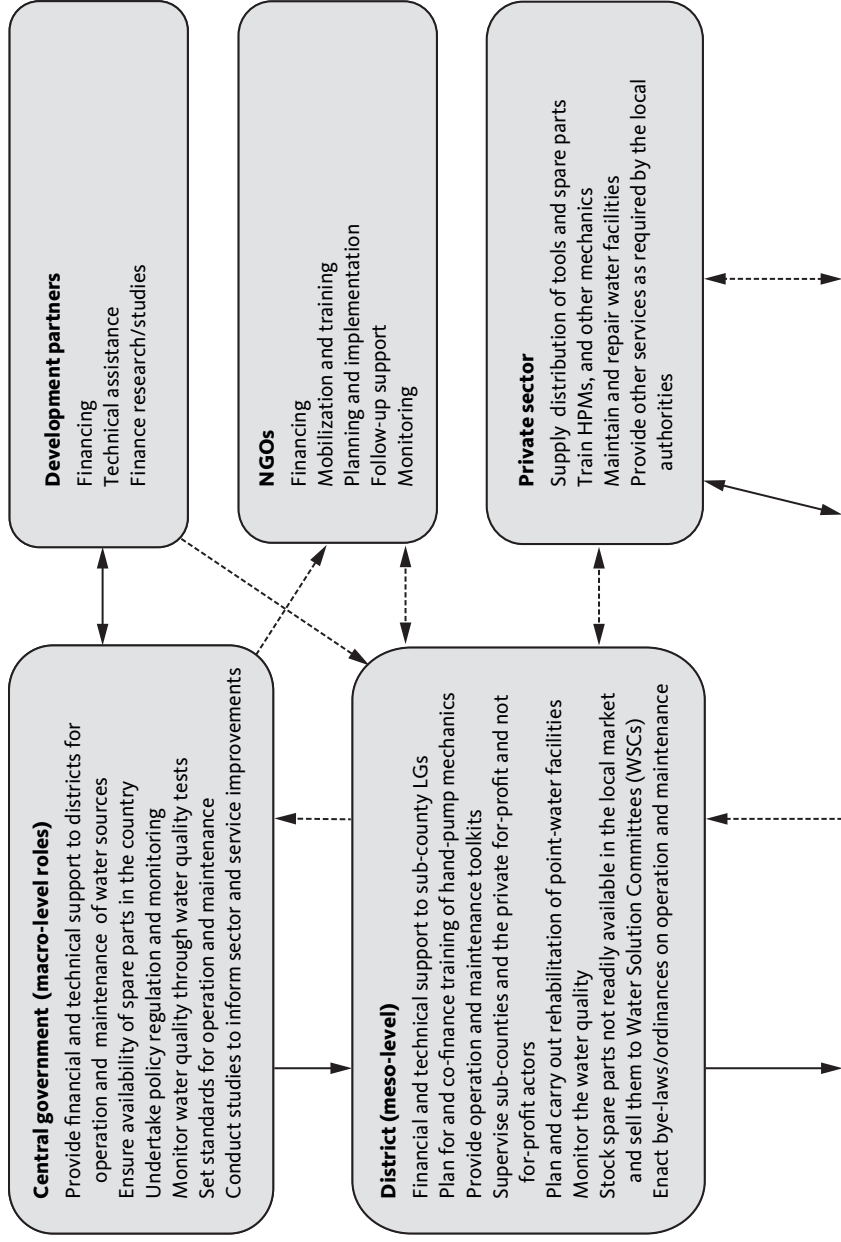 Central government (macro-level roles)
Provide financial and technical support to districts for
operation and maintenance of water sources
Ensure availability of spare parts in the country
Undertake policy regulation and monitoring
Monitor water quality through water quality tests
Set standards for operation and maintenance
Conduct studies to inform sector and service improvements
Development partners
Financing
Technical assistance
Finance research/studies
NGOs
Financing
Mobilization and training
Planning and implementation
Follow-up support
Monitoring
District (meso-level)
Financial and technical support to sub-county LGs
Plan for and co-finance training of hand-pump mechanics
Provide operation and maintenance toolkits
Supervise sub-counties and the private for-profit and not
for-profit actors
Plan and carry out rehabilitation of point-water facilities
Monitor the water quality
Stock spare parts not readily available in the local market
and sell them to Water Solution Committees (WSCs)
Enact bye-laws/ordinances on operation and maintenance
Private sector
Supply distribution of tools and spare parts
Train HPMs, and other mechanics
Maintain and repair water facilities
Provide other services as required by the local
authorities